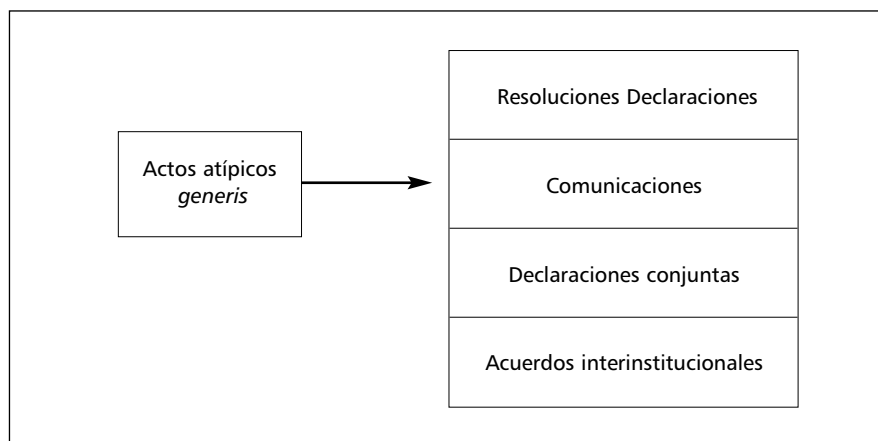 Actos atípicos
generis
Resoluciones Declaraciones
Comunicaciones
Declaraciones conjuntas
Acuerdos interinstitucionales